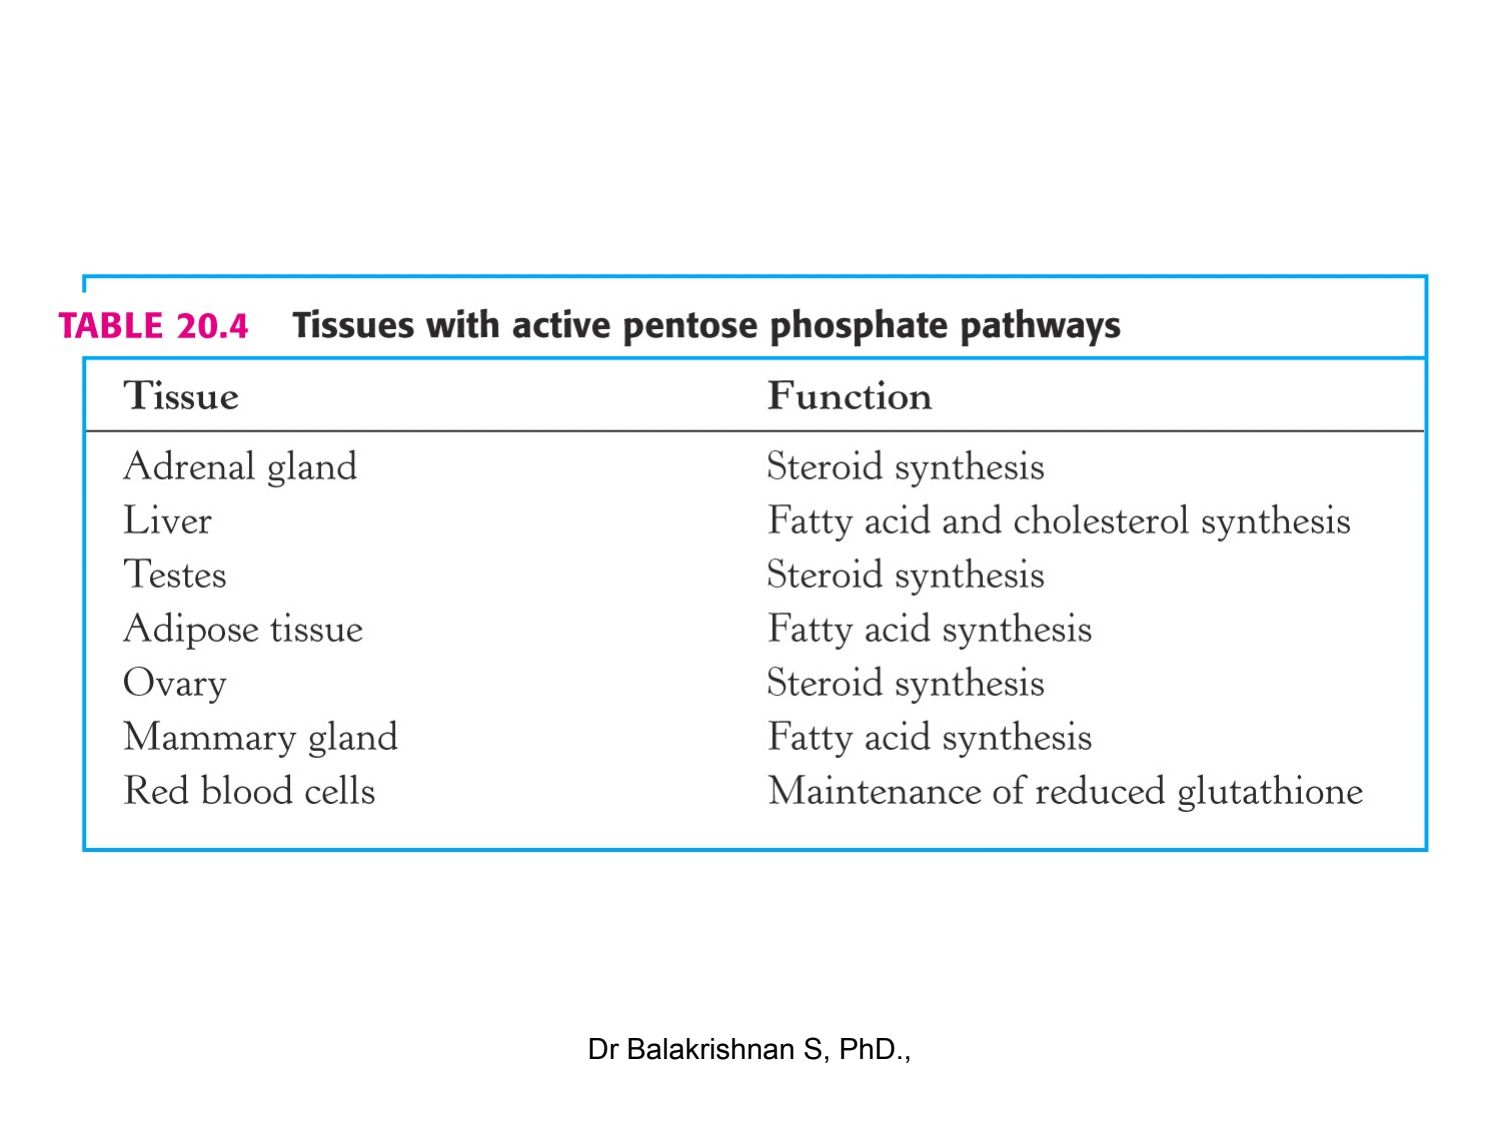 TABLE 20.4 Tissues with active pentose phosphate pathways
Tissue Function
Adrenal gland Steroid synthesis
Liver Fatty acid and cholesterol synthesis
Testes Steroid synthesis
Adipose tissue Fatty acid synthesis
Ovary Steroid synthesis
Mammary gland Fatty acid synthesis
Red blood cells Maintenance of reduced glutathione
Dr Balakrishnan S, PhD.,